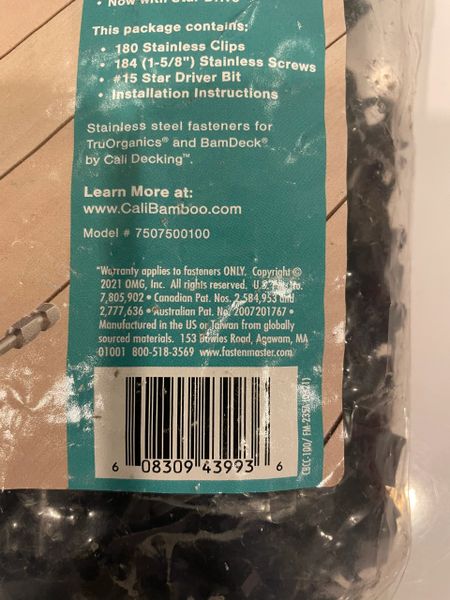 • Now with Star Drive
This package contains:
• 180 Stainless Clips
• 184 (1-5/8") Stainless Screws
• #15 Star Driver Bit
• Installation Instructions
Stainless steel fasteners for
TruOrganics® and BamDeck®
by Cali Decking™.
Learn More at:
www.CaliBamboo.com
Model # 7507500100
*Warranty applies to fasteners ONLY. Copyright ©
2021 OMG, Inc. All rights reserved. U.S. Pat. No.
7,805,902 • Canadian Pat. Nos. 2,584,953 and
2,777,636 • Australian Pat. No. 2007201767 •
Manufactured in the US or Taiwan from globally
sourced materials. 153 Bowles Road, Agawam, MA
01001 800-518-3569 www.fastenmaster.com
6 08309 43993 6